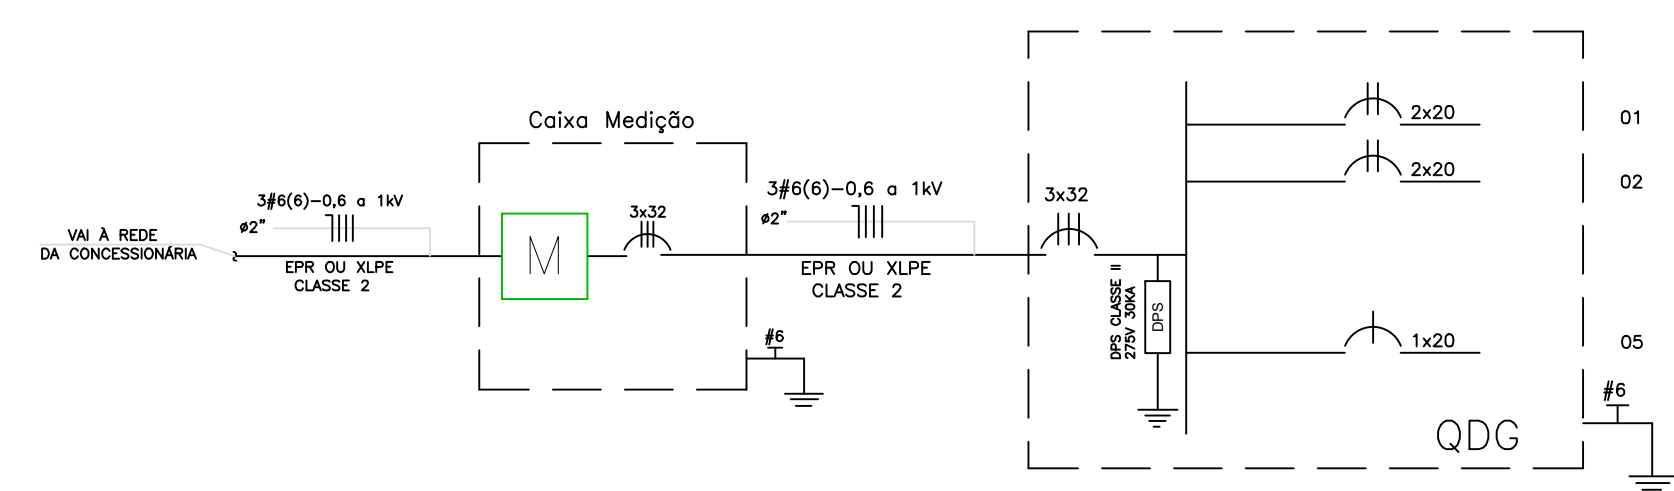 VAI À REDE
DA CONCESSIONÁRIA
3#6(6)-0,6 a 1kV
ø2"
EPR OU XLPE
CLASSE 2
Caixa Medição
M
3x32
#6
3#6(6)-0,6 a 1kV
ø2"
EPR OU XLPE
CLASSE 2
3x32
DPS CLASSE II
275V 30KA
DPS
2x20
01
2x20
02
1x20
05
QDG
#6